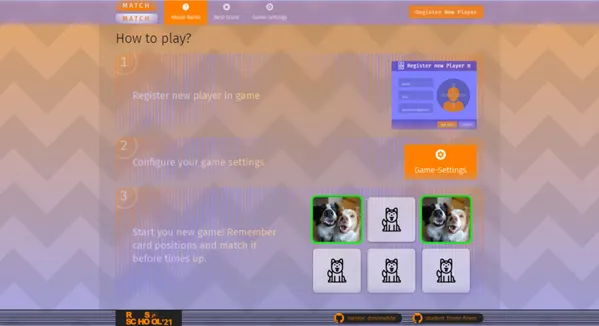 MATCH
MATCH
About Game
Best Score
Game-Settings
Register New Player
How to play?
1
Register new player in game
Register new Player
2
Configure your game settings
Game-Settings
3
Start you new game! Remember
card positions and match it
before times up.
RS
SCHOOL'21